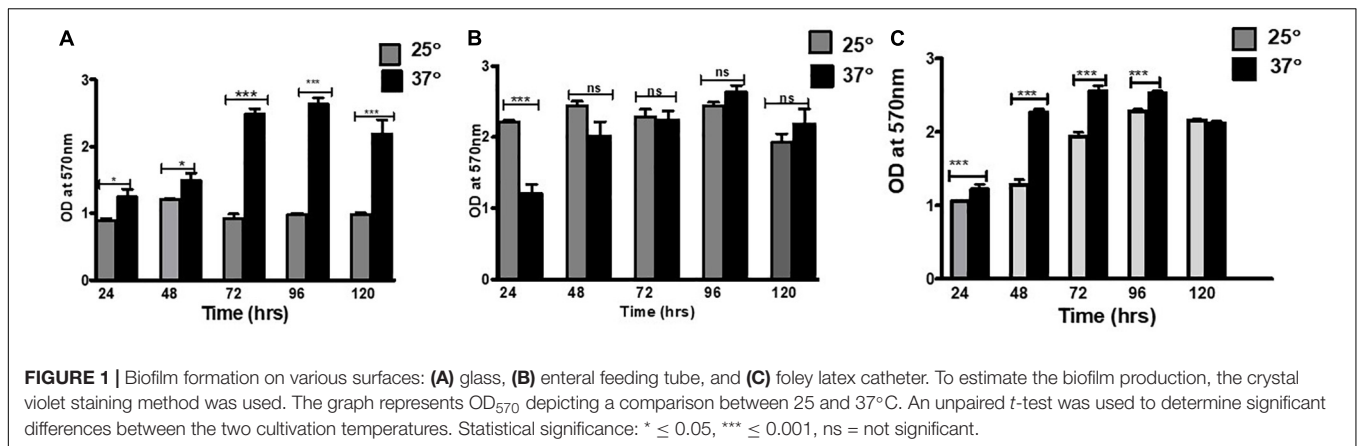 A
25°
37°
OD at 570nm
3
2
1
0
*
*
***
***
***
24 48 72 96 120
Time (hrs)
B
25°
37°
OD at 570nm
3
2
1
0
***
ns
ns
ns
ns
24 48 72 96 120
Time (hrs)
C
25°
37°
OD at 570nm
3
2
1
0
***
***
***
***
24 48 72 96 120
Time (hrs)
FIGURE 1 | Biofilm formation on various surfaces: (A) glass, (B) enteral feeding tube, and (C) foley latex catheter. To estimate the biofilm production, the crystal
violet staining method was used. The graph represents OD570 depicting a comparison between 25 and 37°C. An unpaired t-test was used to determine significant
differences between the two cultivation temperatures. Statistical significance: * ≤ 0.05, *** ≤ 0.001, ns = not significant.